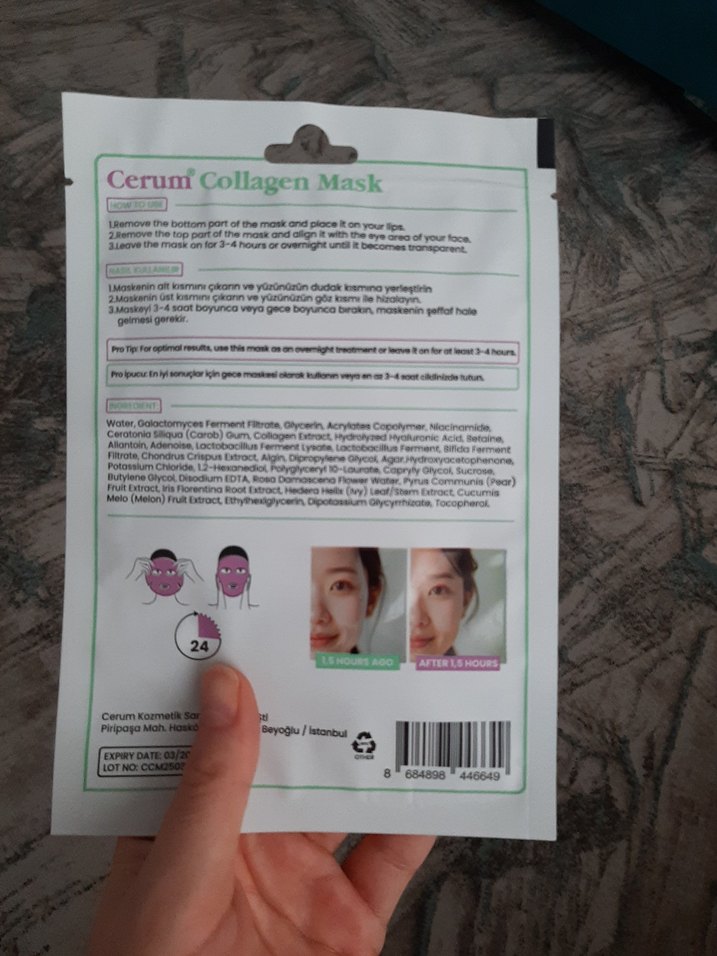 Cerum® Collagen Mask
HOW TO USE
1.Remove the bottom part of the mask and place it on your lips.
2.Remove the top part of the mask and align it with the eye area of your face.
3.Leave the mask on for 3-4 hours or overnight until it becomes transparent.
NASIL KULLANILIR
1.Maskenin alt kısmını çıkarın ve yüzünüzün dudak kısmına yerleştirin
2.Maskenin üst kısmını çıkarın ve yüzünüzün göz kısmı ile hizalayın.
3.Maskeyi 3-4 saat boyunca veya gece boyunca bırakın, maskenin şeffaf hale
gelmesi gerekir.
Pro Tip: For optimal results, use this mask as an overnight treatment or leave it on for at least 3-4 hours.
Pro İpucu: En iyi sonuçlar için gece maskesi olarak kullanın veya en az 3-4 saat cildinizde tutun.
INGREDIENT
Water, Galactomyces Ferment Filtrate, Glycerin, Acrylates Copolymer, Niacinamide,
Ceratonia Siliqua (Carob) Gum, Collagen Extract, Hydrolyzed Hyaluronic Acid, Betaine,
Allantoin, Adenoise, Lactobacillus Ferment Lysate, Lactobacillus Ferment, Bifida Ferment
Filtrate, Chondrus Crispus Extract, Algin, Dipropylene Glycol, Agar,Hydroxyacetophenone,
Potassium Chloride, 1.2-Hexanediol, Polyglyceryl 10-Laurate, Capryly Glycol, Sucrose,
Butylene Glycol, Disodium EDTA, Rosa Damascena Flower Water, Pyrus Communis (Pear)
Fruit Extract, Iris Florentina Root Extract, Hedera Helix (Ivy) Leaf/Stem Extract, Cucumis
Melo (Melon) Fruit Extract, Ethylhexlglycerin, Dipotassium Glycyrrhizate, Tocopherol.
24
1,5 HOURS AGO
AFTER 1,5 HOURS
Cerum Kozmetik
Piripaşa Mah. Beyoğlu / İstanbul
OTHER
EXPIRY DATE: 03/20
LOT NO:
8 684898 446649